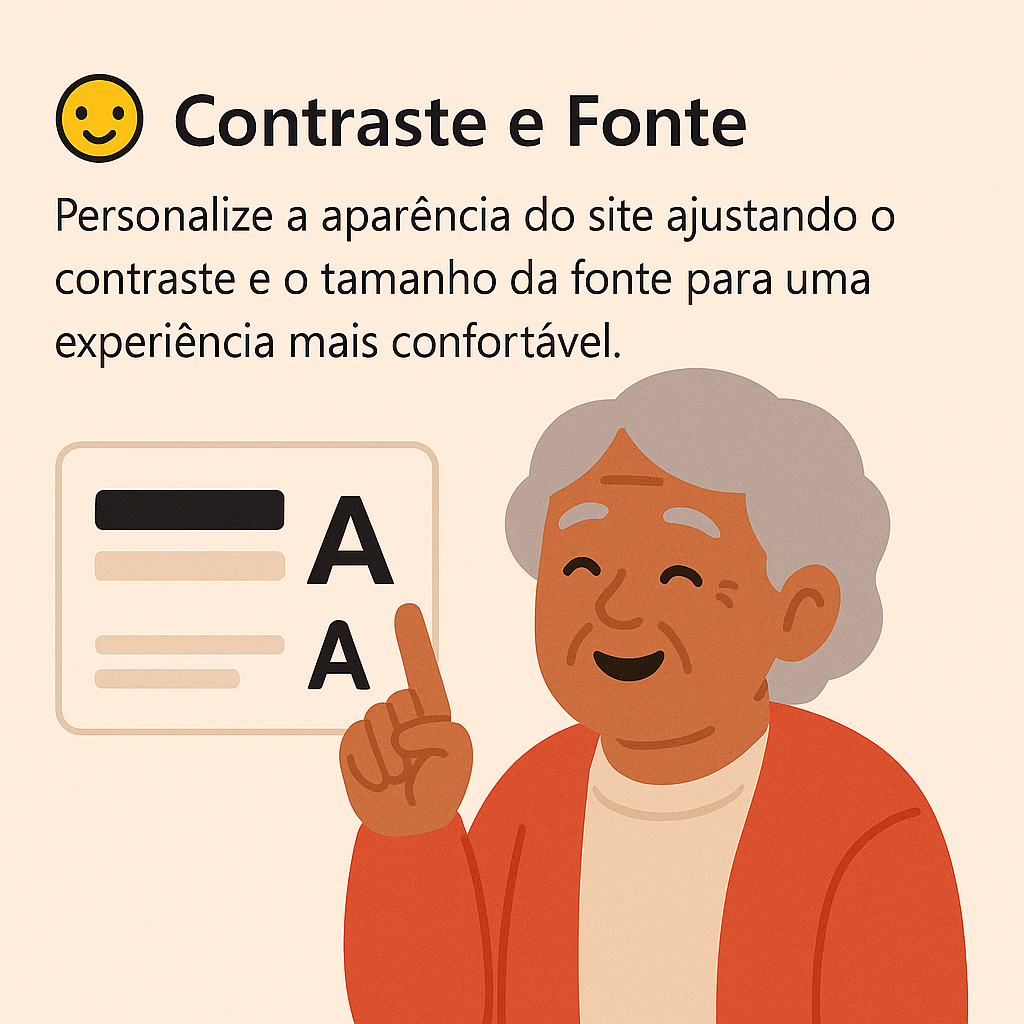 Contraste e Fonte
Personalize a aparência do site ajustando o
contraste e o tamanho da fonte para uma
experiência mais confortável.
A
A